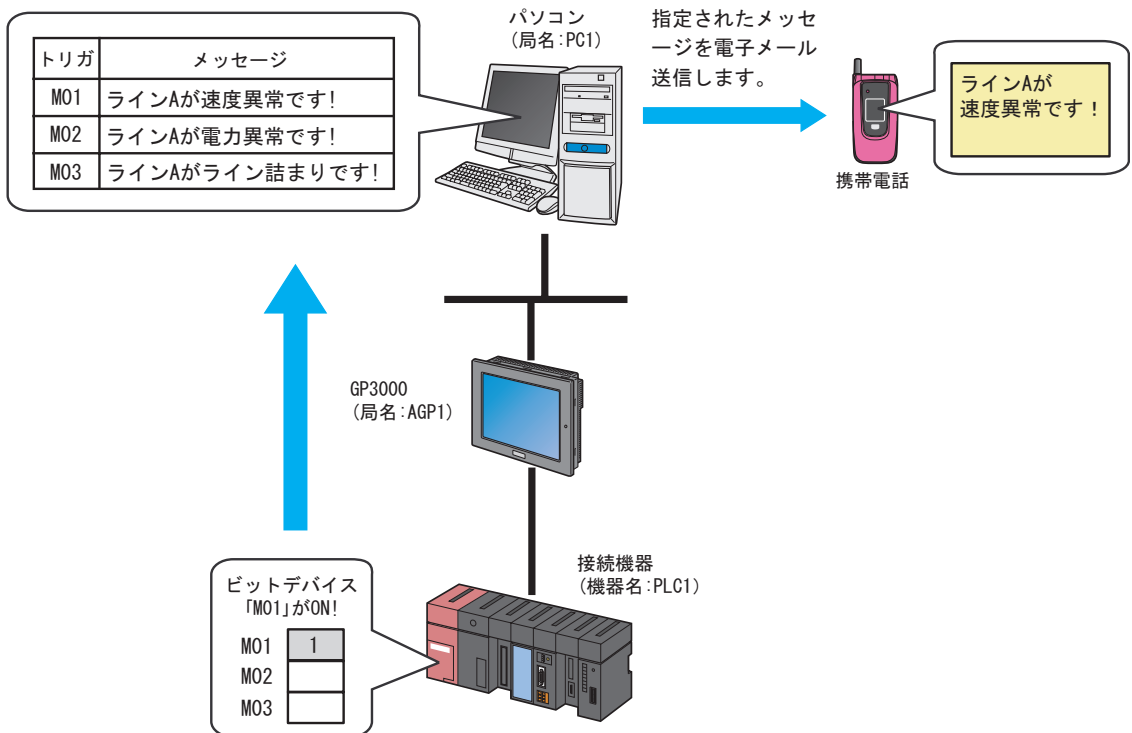 パソコン
(局名:PC1)
指定されたメッセ
ージを電子メール
送信します。
トリガ メッセージ
M01 ラインAが速度異常です!
M02 ラインAが電力異常です!
M03 ラインAがライン詰まりです!
ラインAが
速度異常です！
携帯電話
GP3000
(局名:AGP1)
接続機器
(機器名:PLC1)
ビットデバイス
「M01」がON!
M01 1
M02
M03